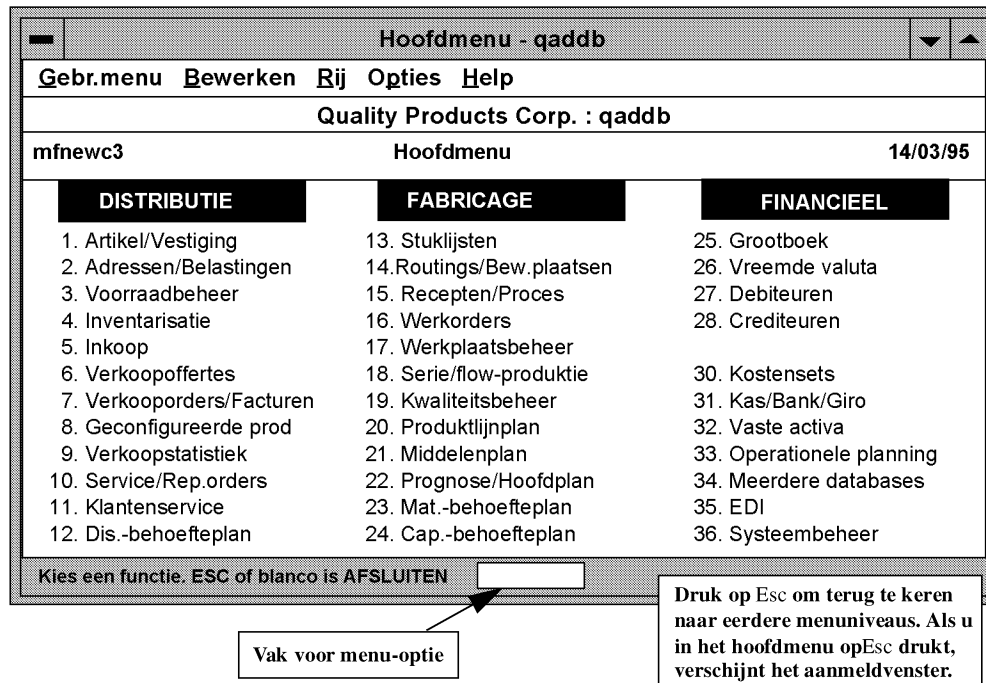 Hoofdmenu - qaddb
Gebr.menu Bewerken Rij Opties Help
Quality Products Corp. : qaddb
mfnewc3 Hoofdmenu 14/03/95
DISTRIBUTIE
1. Artikel/Vestiging
2. Adressen/Belastingen
3. Voorraadbeheer
4. Inventarisatie
5. Inkoop
6. Verkoopoffertes
7. Verkooporders/Facturen
8. Geconfigureerde prod
9. Verkoopstatistiek
10. Service/Rep.orders
11. Klantenservice
12. Dis.-behoefteplan
FABRICAGE
13. Stuklijsten
14.Routings/Bew.plaatsen
15. Recepten/Proces
16. Werkorders
17. Werkplaatsbeheer
18. Serie/flow-produktie
19. Kwaliteitsbeheer
20. Produktlijnplan
21. Middelenplan
22. Prognose/Hoofdplan
23. Mat.-behoefteplan
24. Cap.-behoefteplan
FINANCIEEL
25. Grootboek
26. Vreemde valuta
27. Debiteuren
28. Crediteuren
30. Kostensets
31. Kas/Bank/Giro
32. Vaste activa
33. Operationele planning
34. Meerdere databases
35. EDI
36. Systeembeheer
Kies een functie. ESC of blanco is AFSLUITEN
Vak voor menu-optie
Druk op Esc om terug te keren
naar eerdere menuniveaus. Als u
in het hoofdmenu opEsc drukt,
verschijnt het aanmeldvenster.